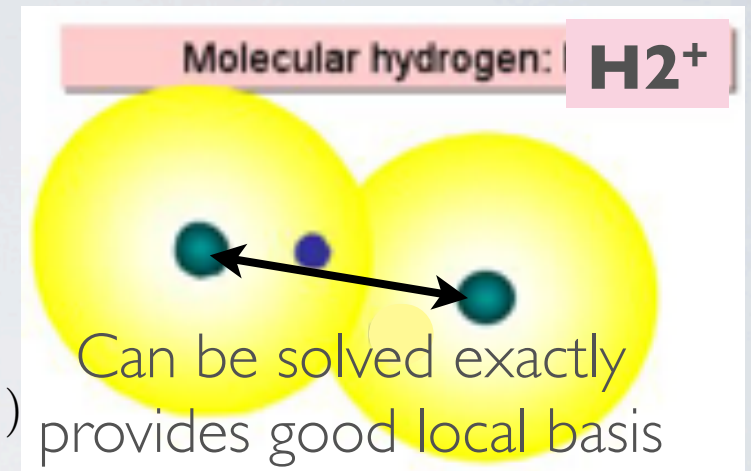 Molecular hydrogen: H2⁺
Can be solved exactly
) provides good local basis